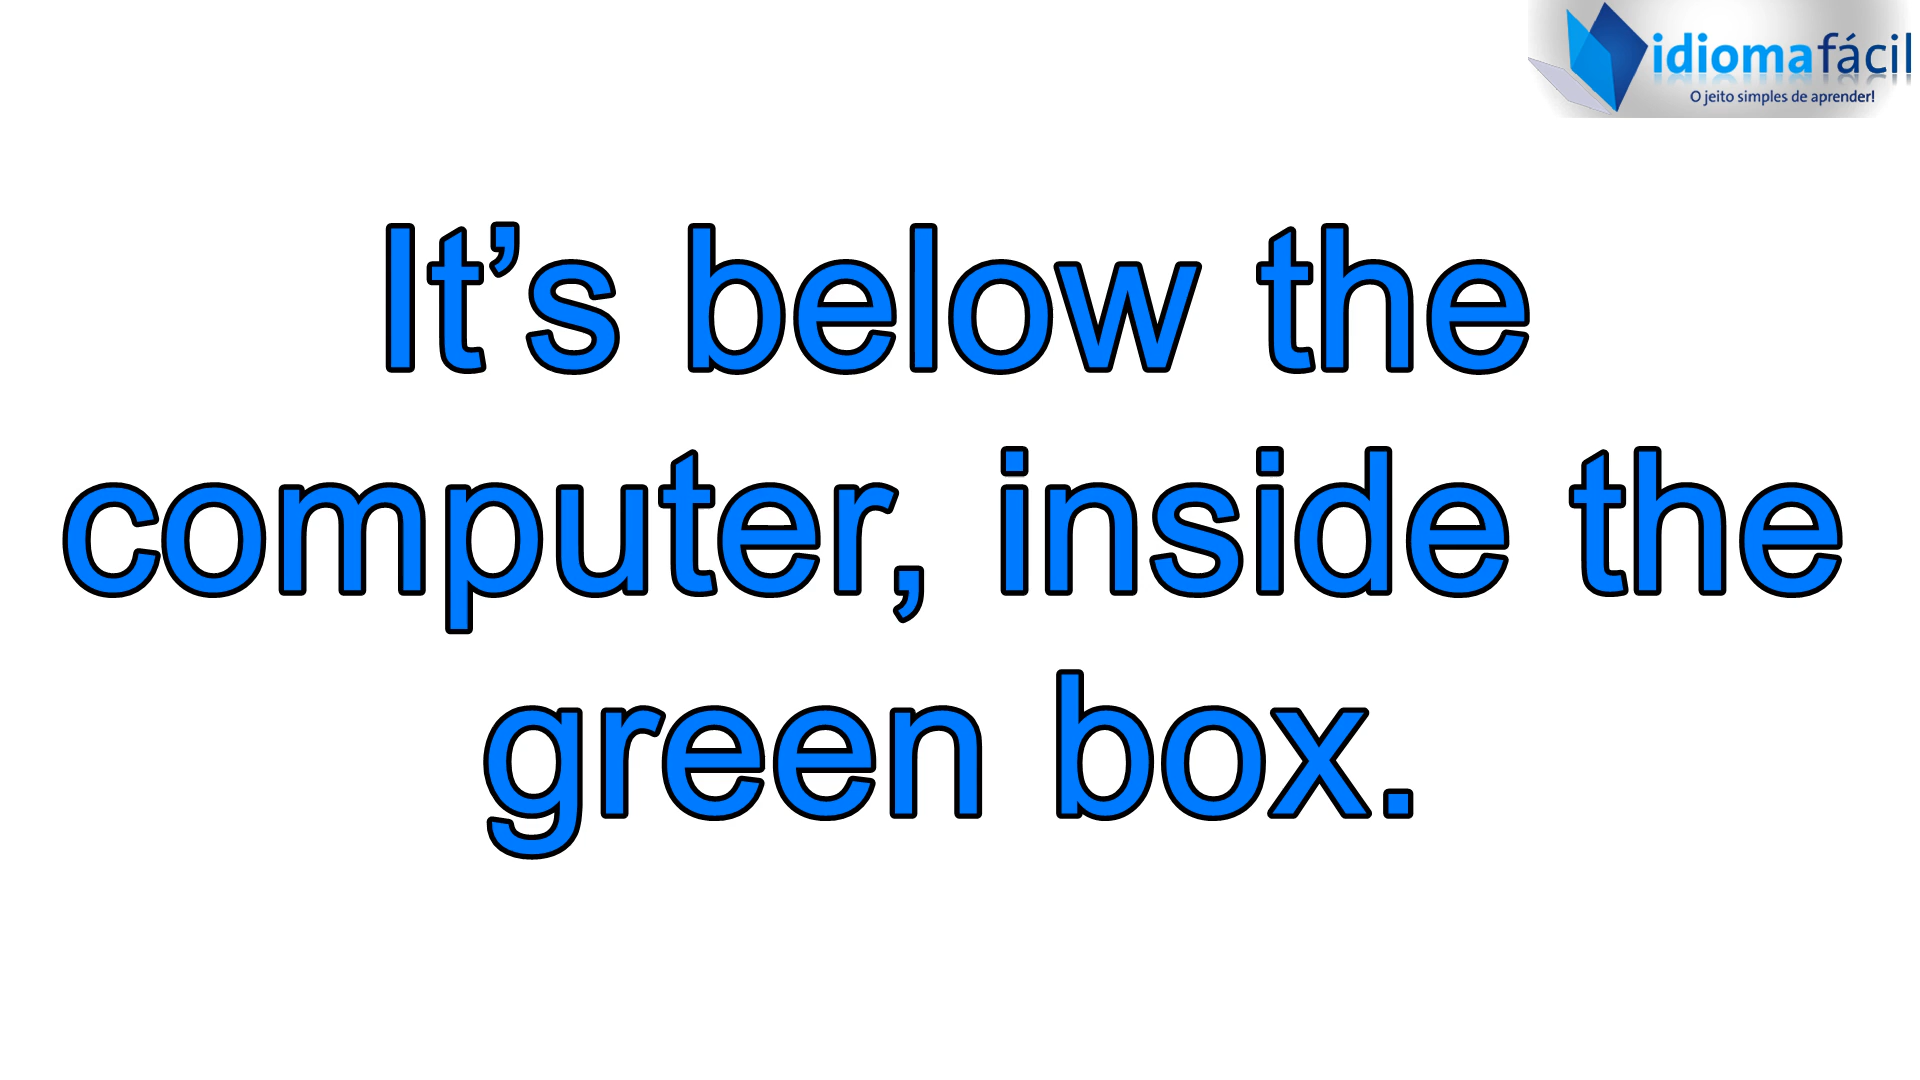 idiomafácil
O jeito simples de aprender!
It’s below the
computer, inside the
green box.